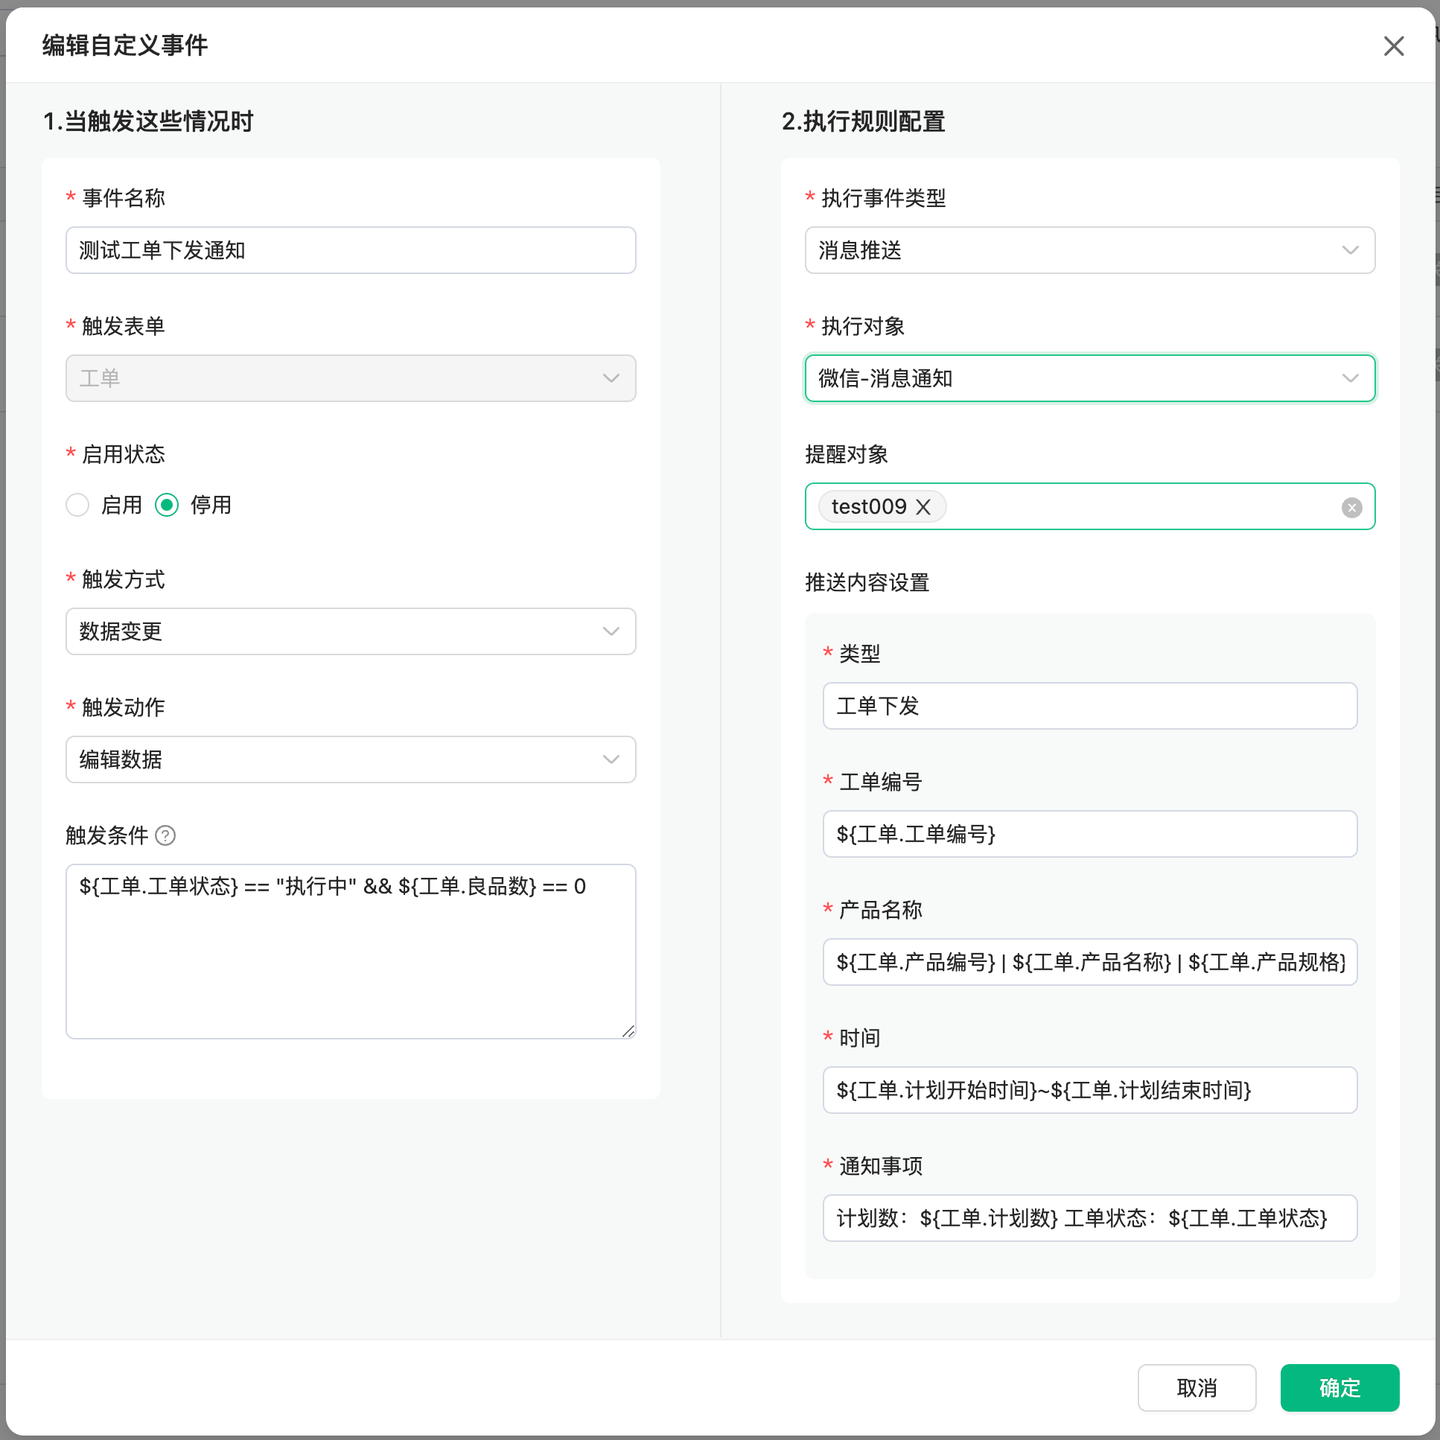 编辑自定义事件
1.当触发这些情况时
* 事件名称
测试工单下发通知
* 触发表单
工单
* 启用状态
启用 停用
* 触发方式
数据变更
* 触发动作
编辑数据
触发条件 ?
${工单.工单状态} == "执行中" && ${工单.良品数} == 0
2.执行规则配置
* 执行事件类型
消息推送
* 执行对象
微信-消息通知
提醒对象
test009
推送内容设置
* 类型
工单下发
* 工单编号
${工单.工单编号}
* 产品名称
${工单.产品编号} | ${工单.产品名称} | ${工单.产品规格}
* 时间
${工单.计划开始时间}~${工单.计划结束时间}
* 通知事项
计划数：${工单.计划数} 工单状态：${工单.工单状态}
取消
确定